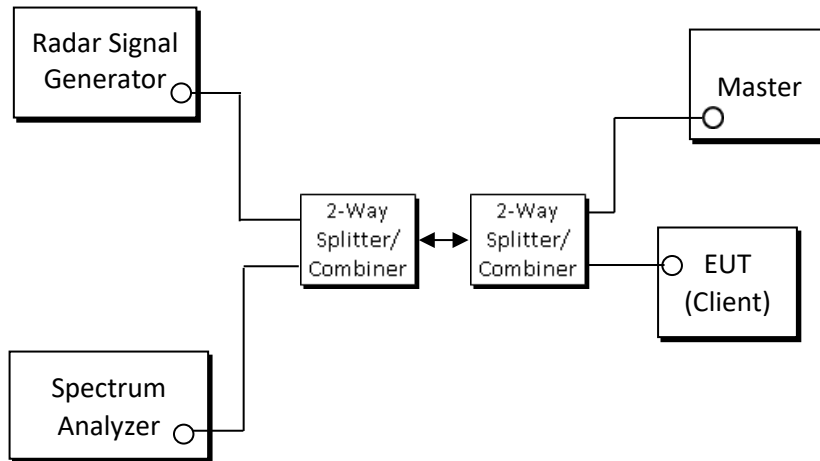 Radar Signal
Generator
Master
2-Way
Splitter/
Combiner
2-Way
Splitter/
Combiner
EUT
(Client)
Spectrum
Analyzer